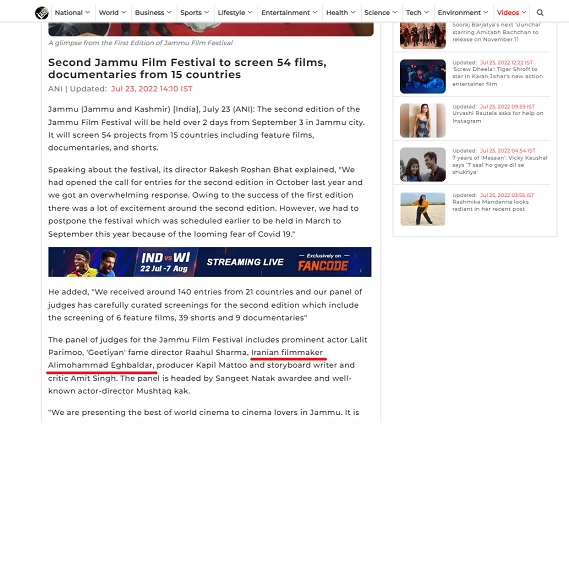 National World Business Sports Lifestyle Entertainment Health Science Tech Environment Videos
A glimpse from the First Edition of Jammu Film Festival
Second Jammu Film Festival to screen 54 films,
documentaries from 15 countries
ANI | Updated: Jul 23, 2022 14:10 IST
Jammu (Jammu and Kashmir) [India], July 23 (ANI): The second edition of the
Jammu Film Festival will be held over 2 days from September 3 in Jammu city.
It will screen 54 projects from 15 countries including feature films,
documentaries, and shorts.
Speaking about the festival, its director Rakesh Roshan Bhat explained, "We
had opened the call for entries for the second edition in October last year and
we got an overwhelming response. Owing to the success of the first edition
there was a lot of excitement around the second edition. However, we had to
postpone the festival which was scheduled earlier to be held in March to
September this year because of the looming fear of Covid 19."
IND vs WI
22 Jul -7 Aug
STREAMING LIVE
Exclusively on
FANCODE
He added, "We received around 140 entries from 21 countries and our panel of
judges has carefully curated screenings for the second edition which include
the screening of 6 feature films, 39 shorts and 9 documentaries"
The panel of judges for the Jammu Film Festival includes prominent actor Lalit
Parimoo, 'Geetiyan' fame director Raahul Sharma, Iranian filmmaker
Alimohammad Eghbaldar, producer Kapil Mattoo and storyboard writer and
critic Amit Singh. The panel is headed by Sangeet Natak awardee and well-
known actor-director Mushtaq kak.
"We are presenting the best of world cinema to cinema lovers in Jammu. It is
Sooraj Barjatya's next 'Uunchai'
starring Amitabh Bachchan to
release on November 11
Updated: Jul 25, 2022 12:22 IST
'Screw Dheela': Tiger Shroff to
star in Karan Johar's new action
entertainer film
Updated: Jul 25, 2022 09:59 IST
Urvashi Rautela asks for help on
Instagram
Updated: Jul 25, 2022 04:54 IST
7 years of 'Masaan': Vicky Kaushal
says '7 saal ho gaye dil se
shukriya'
Updated: Jul 25, 2022 03:55 IST
Rashmika Mandanna looks
radiant in her recent post